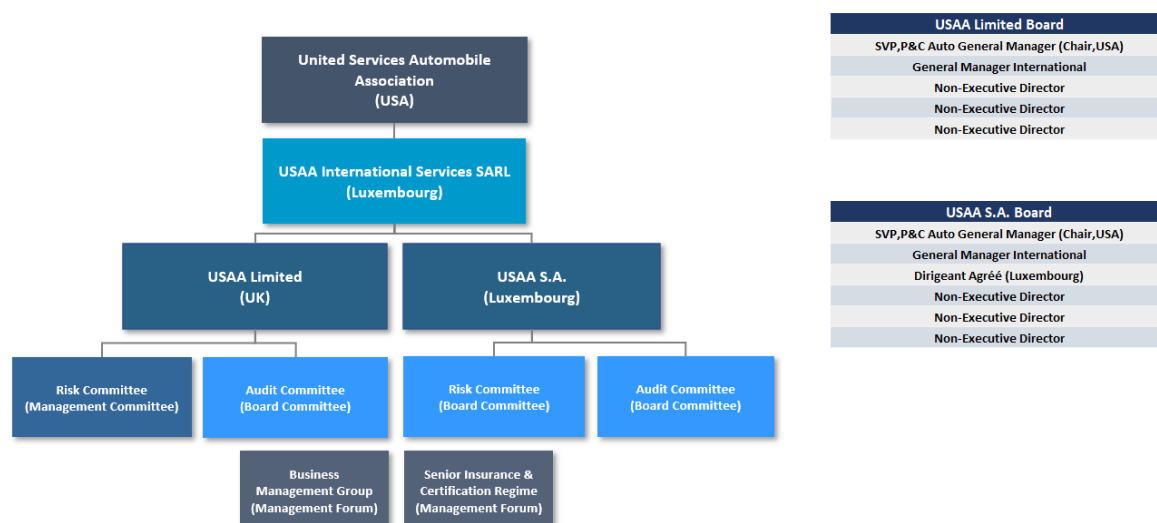 United Services Automobile
Association
(USA)
USAA International Services SARL
(Luxembourg)
USAA Limited
(UK)
USAA S.A.
(Luxembourg)
Risk Committee
(Management Committee)
Audit Committee
(Board Committee)
Risk Committee
(Board Committee)
Audit Committee
(Board Committee)
Business
Management Group
(Management Forum)
Senior Insurance &
Certification Regime
(Management Forum)
USAA Limited Board
SVP,P&C Auto General Manager (Chair,USA)
General Manager International
Non-Executive Director
Non-Executive Director
Non-Executive Director
USAA S.A. Board
SVP,P&C Auto General Manager (Chair,USA)
General Manager International
Dirigeant Agréé (Luxembourg)
Non-Executive Director
Non-Executive Director
Non-Executive Director